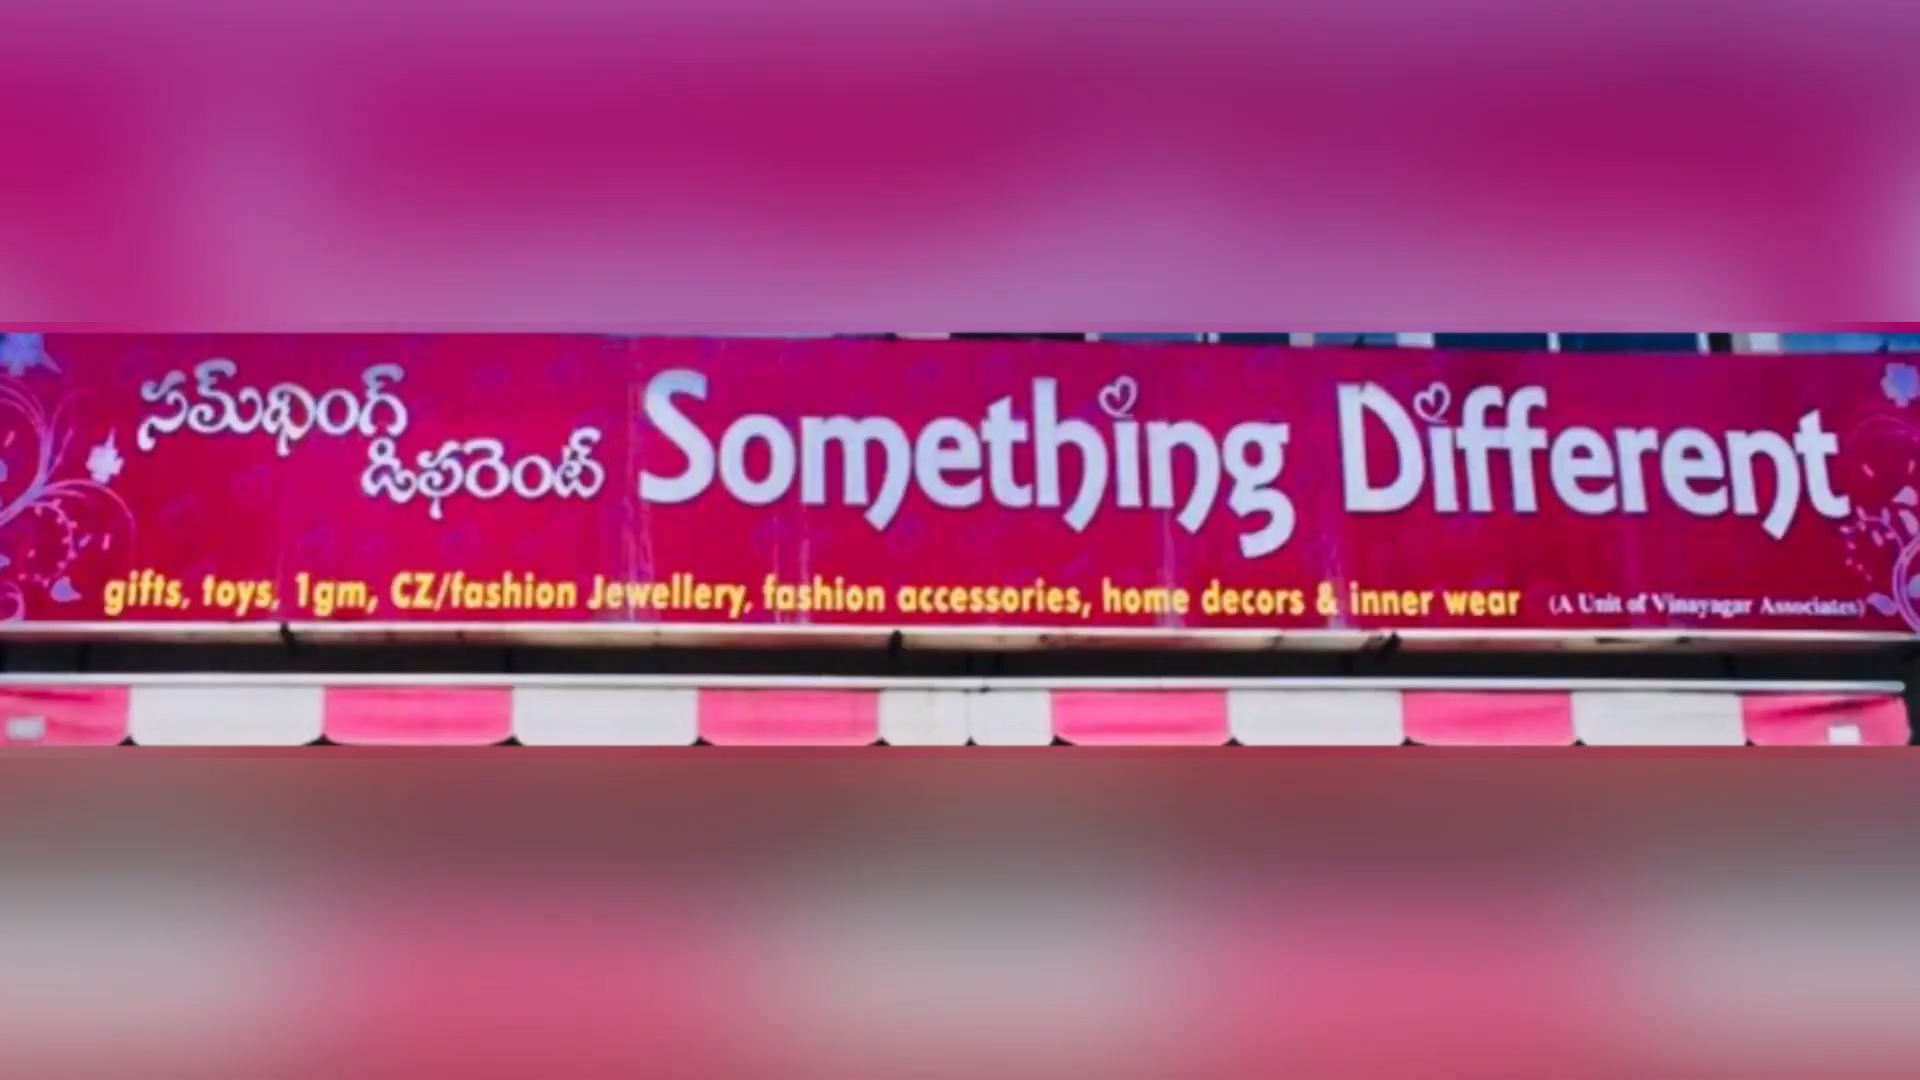 సమ్‌థింగ్
డిఫరెంట్
Something Different
gifts, toys, 1gm, CZ/fashion Jewellery, fashion accessories, home decors & inner wear (A Unit of Vinayagar Associates)